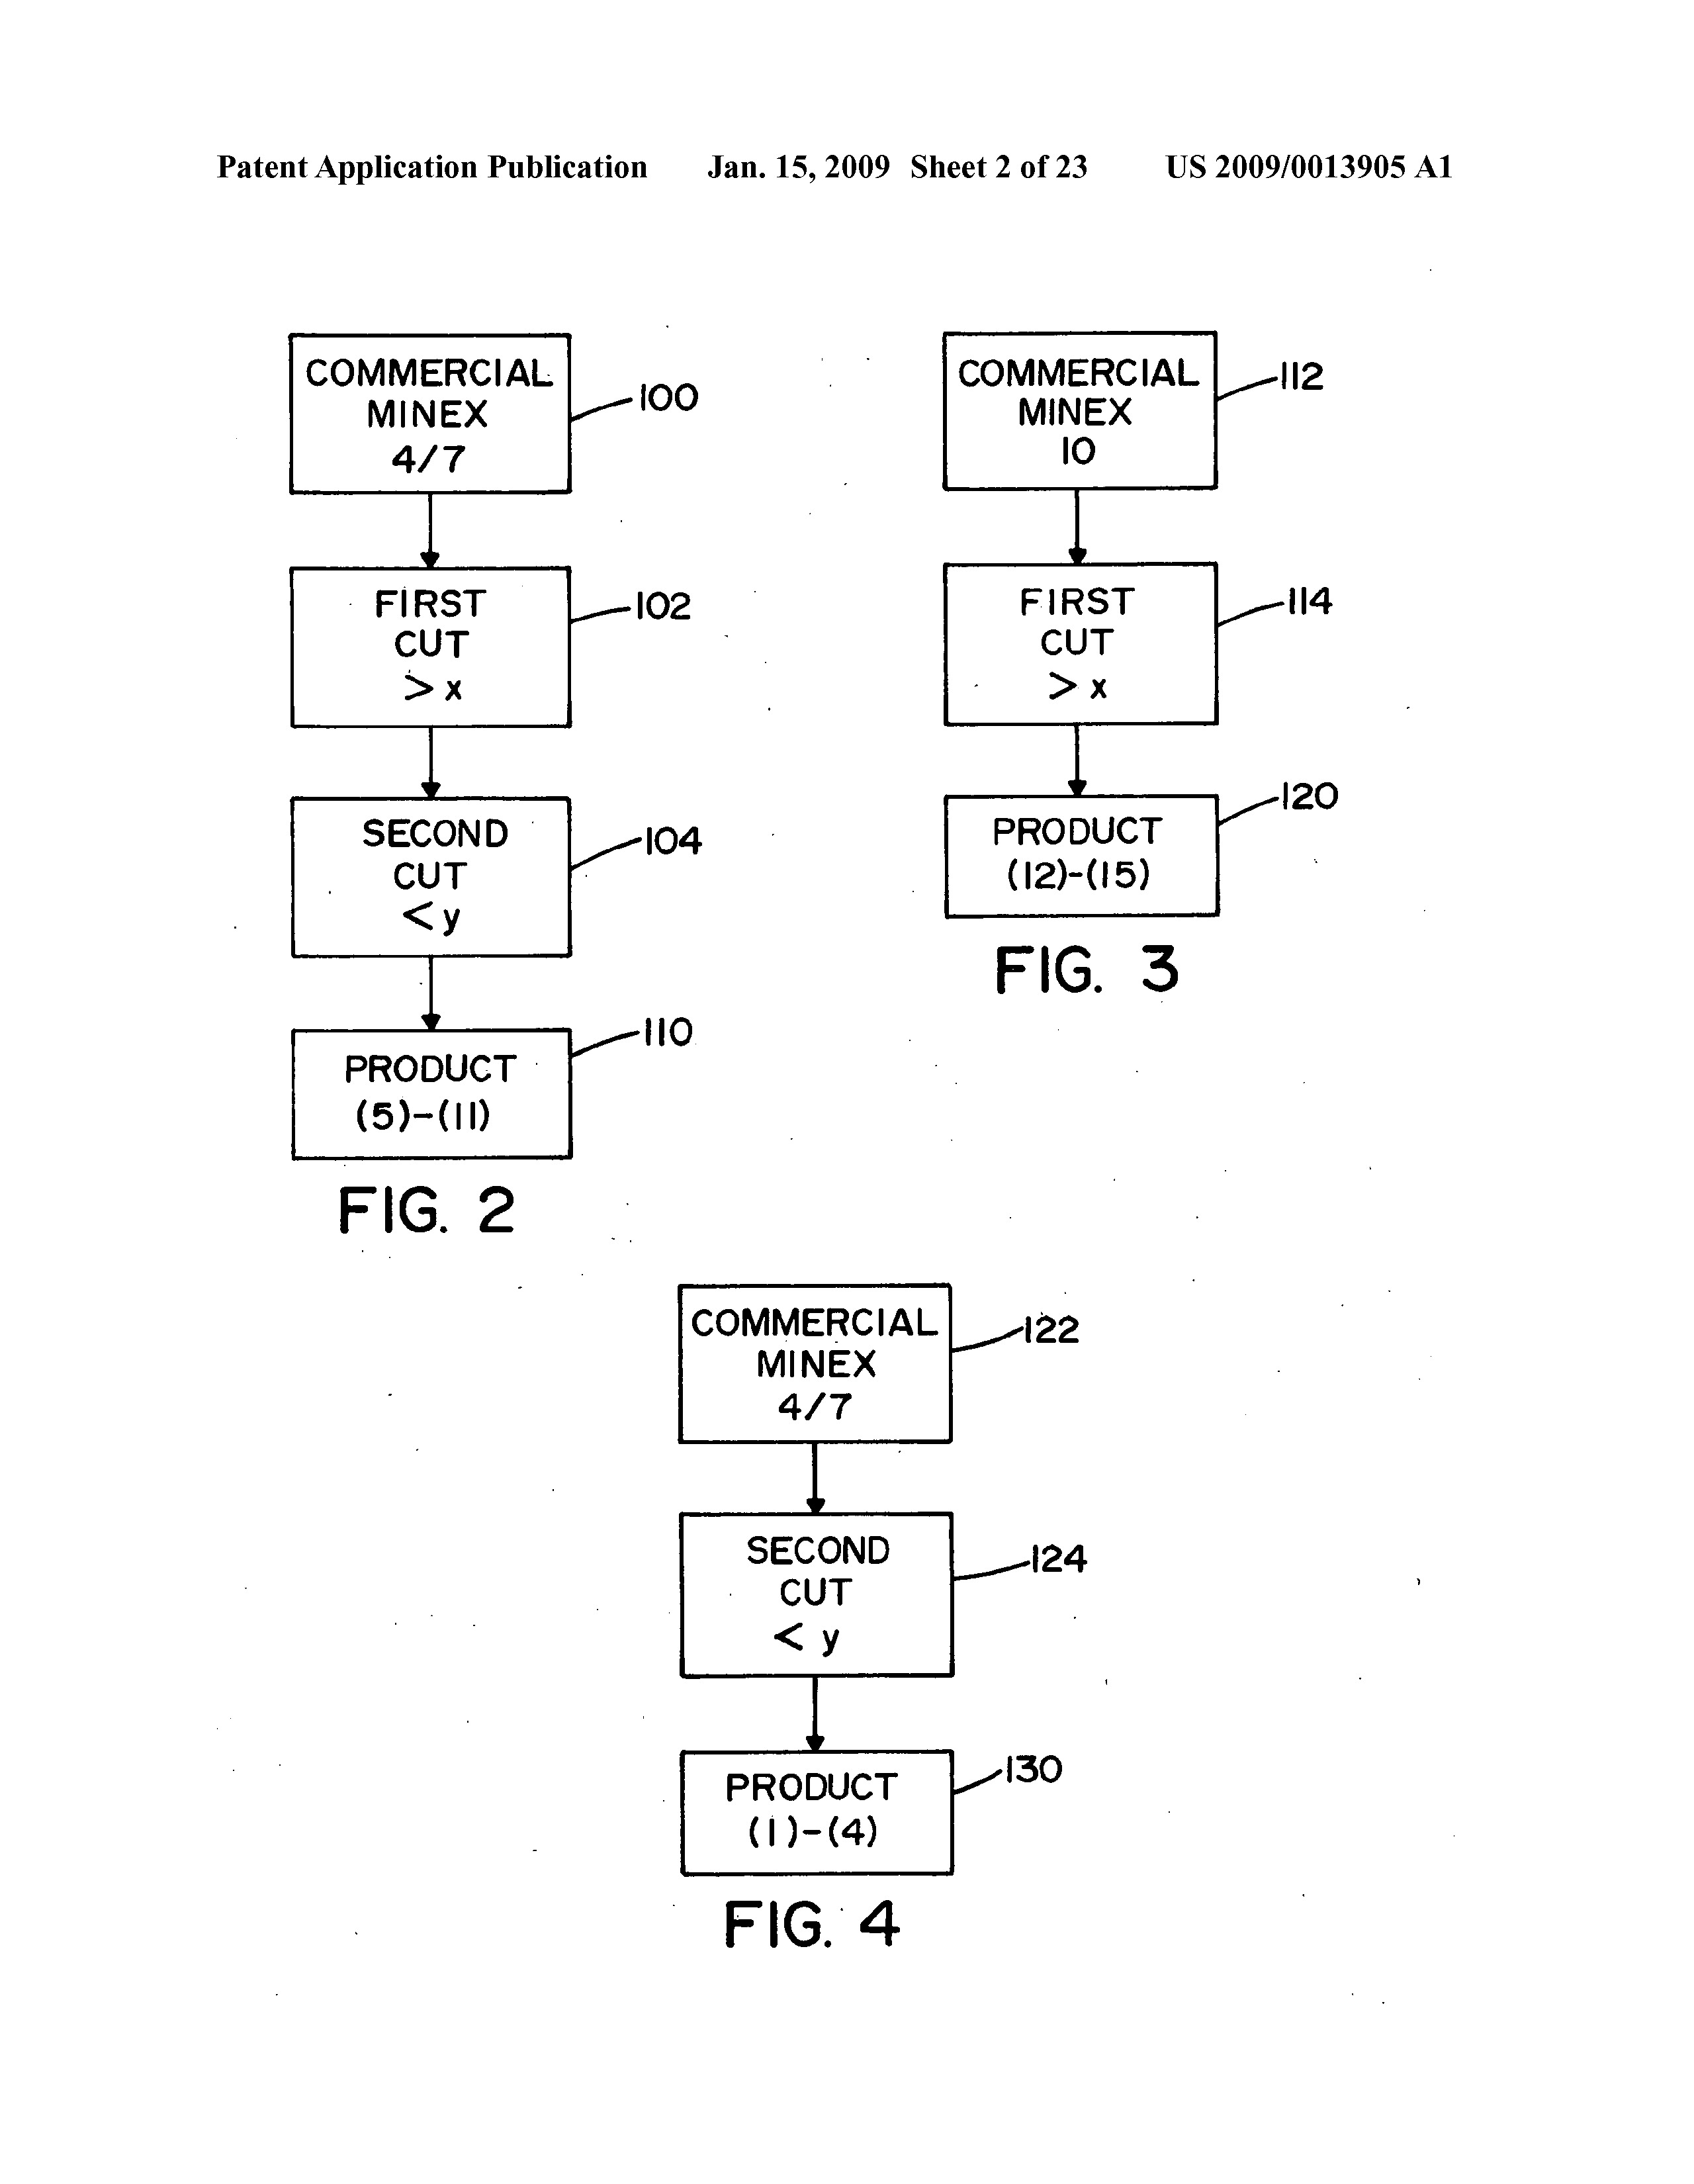 Patent Application Publication Jan. 15, 2009 Sheet 2 of 23 US 2009/0013905 A1
COMMERCIAL
MINEX
4/7
100
FIRST
CUT
> x
102
SECOND
CUT
< y
104
PRODUCT
(5)-(11)
110
FIG. 2
COMMERCIAL
MINEX
10
112
FIRST
CUT
> x
114
PRODUCT
(12)-(15)
120
FIG. 3
COMMERCIAL
MINEX
4/7
122
SECOND
CUT
< y
124
PRODUCT
(1)-(4)
130
FIG. 4